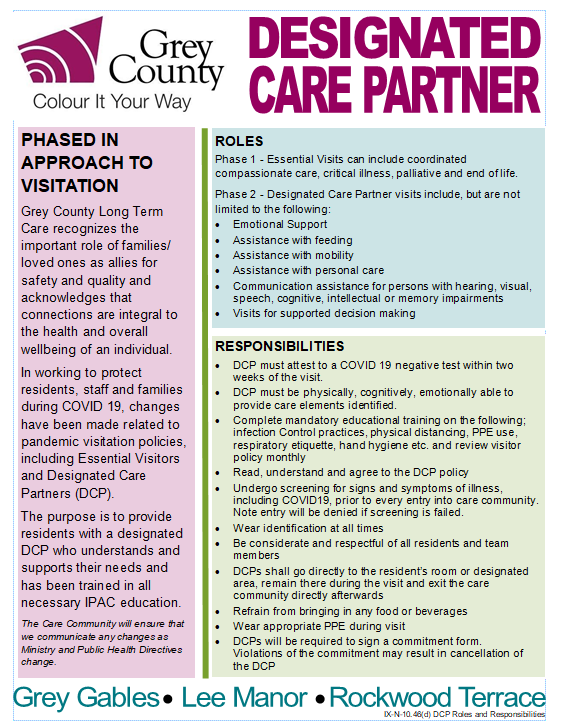 Grey
County
Colour It Your Way
DESIGNATED
CARE PARTNER
PHASED IN
APPROACH TO
VISITATION
Grey County Long Term
Care recognizes the
important role of families/
loved ones as allies for
safety and quality and
acknowledges that
connections are integral to
the health and overall
wellbeing of an individual.
In working to protect
residents, staff and families
during COVID 19, changes
have been made related to
pandemic visitation policies,
including Essential Visitors
and Designated Care
Partners (DCP).
The purpose is to provide
residents with a designated
DCP who understands and
supports their needs and
has been trained in all
necessary IPAC education.
The Care Community will ensure that
we communicate any changes as
Ministry and Public Health Directives
change.
ROLES
Phase 1 - Essential Visits can include coordinated
compassionate care, critical illness, palliative and end of life.
Phase 2 - Designated Care Partner visits include, but are not
limited to the following:
• Emotional Support
• Assistance with feeding
• Assistance with mobility
• Assistance with personal care
• Communication assistance for persons with hearing, visual,
speech, cognitive, intellectual or memory impairments
• Visits for supported decision making
RESPONSIBILITIES
• DCP must attest to a COVID 19 negative test within two
weeks of the visit.
• DCP must be physically, cognitively, emotionally able to
provide care elements identified.
• Complete mandatory educational training on the following;
infection Control practices, physical distancing, PPE use,
respiratory etiquette, hand hygiene etc. and review visitor
policy monthly
• Read, understand and agree to the DCP policy
• Undergo screening for signs and symptoms of illness,
including COVID19, prior to every entry into care community.
Note entry will be denied if screening is failed.
• Wear identification at all times
• Be considerate and respectful of all residents and team
members
• DCPs shall go directly to the resident's room or designated
area, remain there during the visit and exit the care
community directly afterwards
• Refrain from bringing in any food or beverages
• Wear appropriate PPE during visit
• DCPs will be required to sign a commitment form.
Violations of the commitment may result in cancellation of
the DCP
Grey Gables • Lee Manor • Rockwood Terrace
IX-N-10.46(d) DCP Roles and Responsibilities